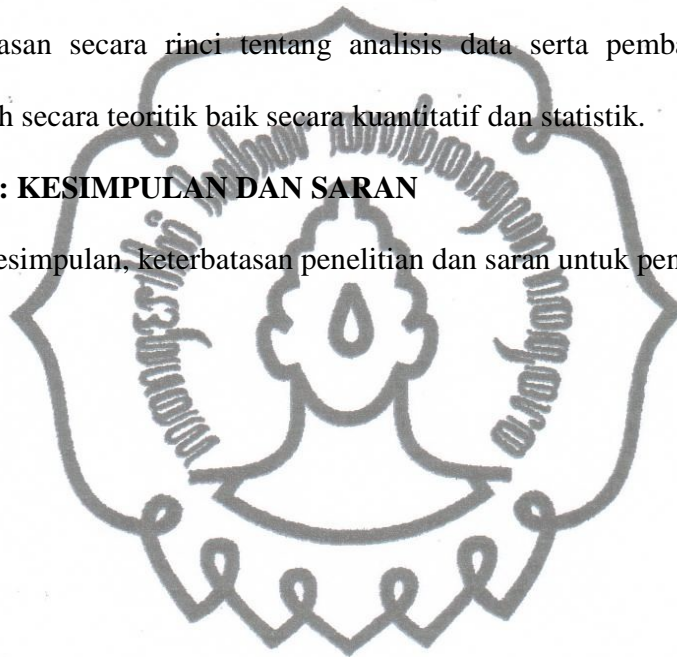 asan secara rinci tentang analisis data serta pemba
h secara teoritik baik secara kuantitatif dan statistik.
: KESIMPULAN DAN SARAN
esimpulan, keterbatasan penelitian dan saran untuk pen